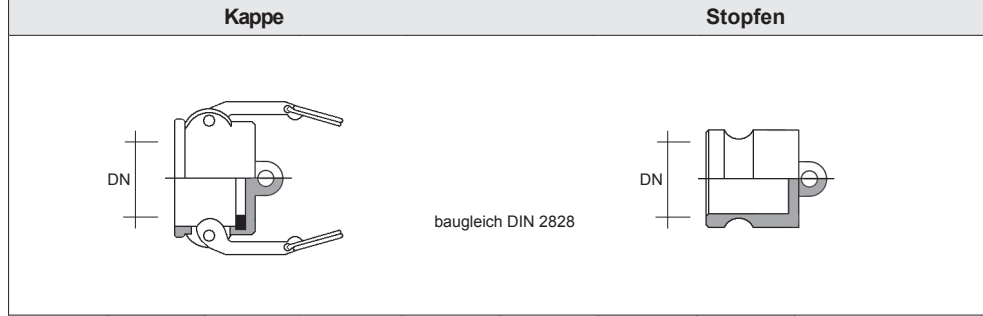 Kappe
Stopfen
DN
DN
baugleich DIN 2828